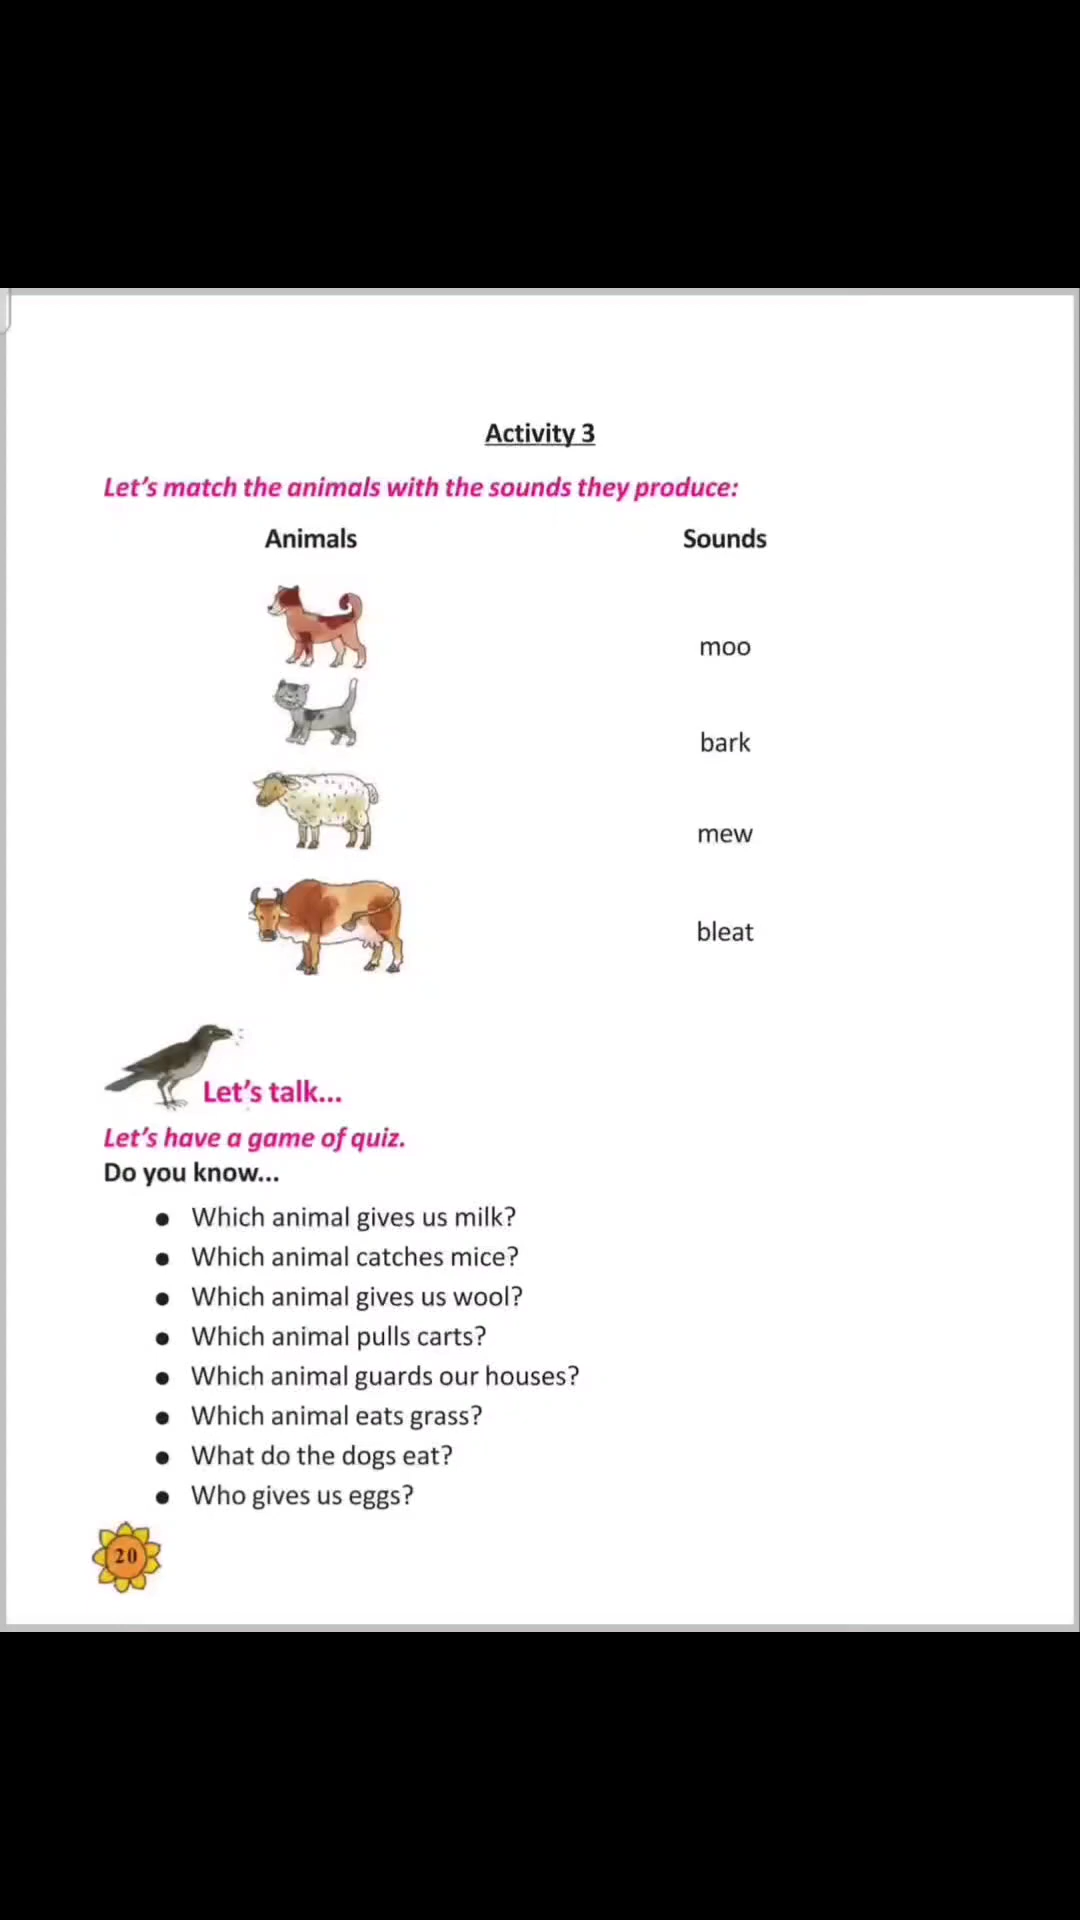 Activity 3
Let's match the animals with the sounds they produce:
Animals Sounds
moo
bark
mew
bleat
Let's talk...
Let's have a game of quiz.
Do you know...
● Which animal gives us milk?
● Which animal catches mice?
● Which animal gives us wool?
● Which animal pulls carts?
● Which animal guards our houses?
● Which animal eats grass?
● What do the dogs eat?
● Who gives us eggs?
20